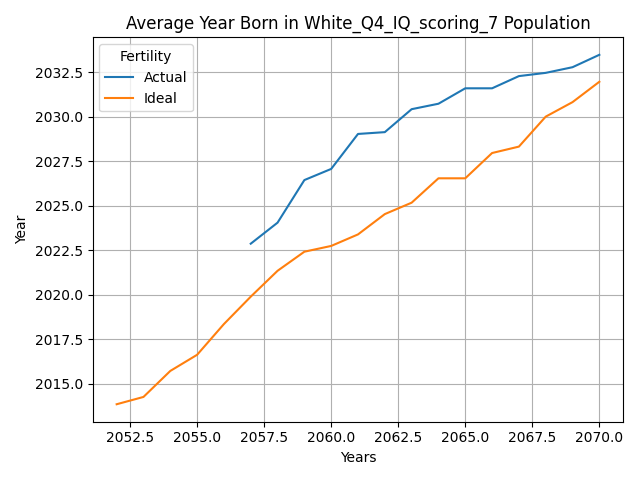 Average Year Born in White_Q4_IQ_scoring_7 Population
Fertility
Actual
Ideal
Year
2032.5
2030.0
2027.5
2025.0
2022.5
2020.0
2017.5
2015.0
2052.5 2055.0 2057.5 2060.0 2062.5 2065.0 2067.5 2070.0
Years